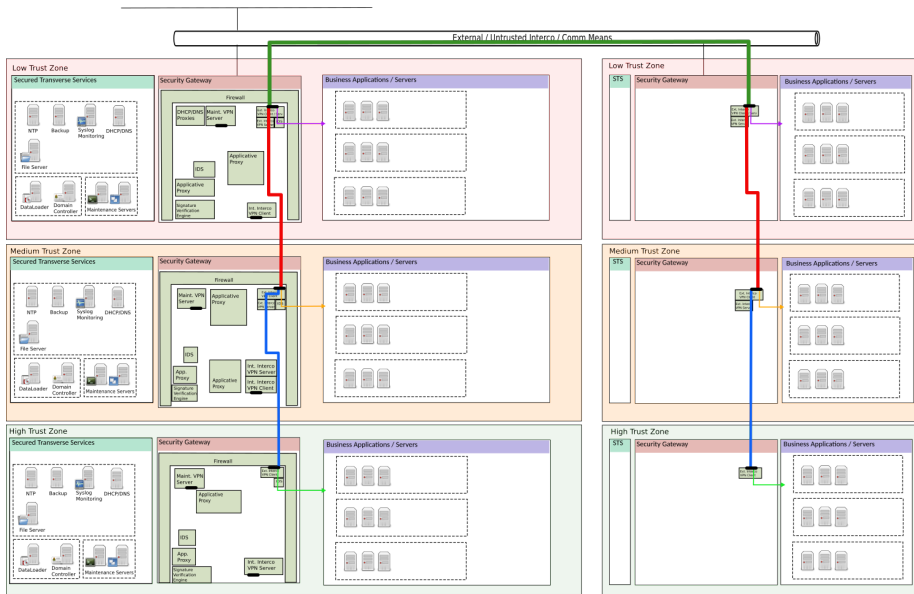 External / Untrusted Interco / Comm Means
Low Trust Zone
Secured Transverse Services
NTP
Backup
Syslog
Monitoring
DHCP/DNS
File Server
DataLoader
Domain
Controller
Maintenance Servers
Security Gateway
Firewall
DHCP/DNS
Proxies
Maint. VPN
Server
IDS
Applicative
Proxy
Applicative
Proxy
Signature
Verification
Engine
Int. Interco
VPN Client
Business Applications / Servers
Low Trust Zone
STS
Security Gateway
Business Applications / Servers
Medium Trust Zone
Secured Transverse Services
NTP
Backup
Syslog
Monitoring
DHCP/DNS
File Server
DataLoader
Domain
Controller
Maintenance Servers
Security Gateway
Firewall
Maint. VPN
Server
Applicative
Proxy
IDS
App.
Proxy
Signature
Verification
Engine
Applicative
Proxy
Int. Interco
VPN Server
Int. Interco
VPN Client
Business Applications / Servers
Medium Trust Zone
STS
Security Gateway
Business Applications / Servers
High Trust Zone
Secured Transverse Services
NTP
Backup
Syslog
Monitoring
DHCP/DNS
File Server
DataLoader
Domain
Controller
Maintenance Servers
Security Gateway
Firewall
Maint. VPN
Server
Applicative
Proxy
IDS
App.
Proxy
Signature
Verification
Engine
Int. Interco
VPN Client
Business Applications / Servers
High Trust Zone
STS
Security Gateway
Business Applications / Servers